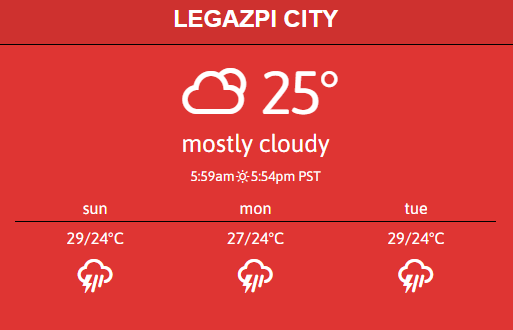 LEGAZPI CITY
25°
mostly cloudy
5:59am 5:54pm PST
sun mon tue
29/24°C 27/24°C 29/24°C